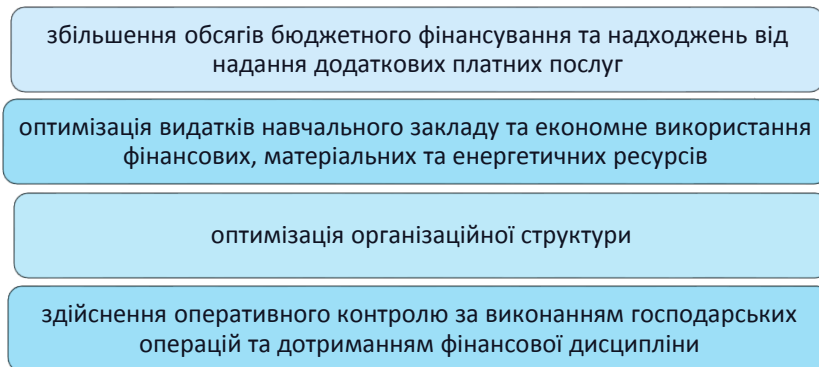 збільшення обсягів бюджетного фінансування та надходжень від
надання додаткових платних послуг
оптимізація видатків навчального закладу та економне використання
фінансових, матеріальних та енергетичних ресурсів
оптимізація організаційної структури
здійснення оперативного контролю за виконанням господарських
операцій та дотриманням фінансової дисципліни